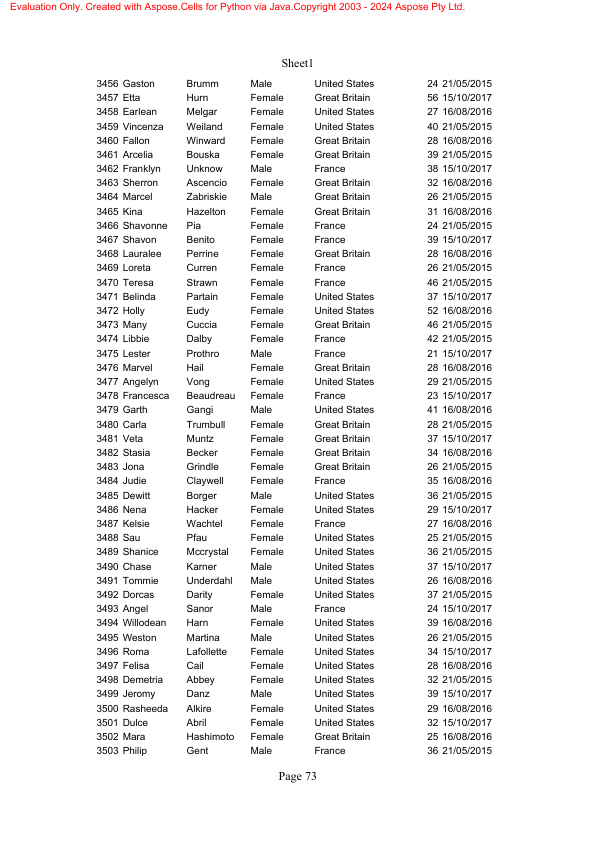 Evaluation Only. Created with Aspose.Cells for Python via Java.Copyright 2003 - 2024 Aspose Pty Ltd.
Sheet1
3456 Gaston Brumm Male United States 24 21/05/2015
3457 Etta Hurn Female Great Britain 56 15/10/2017
3458 Earlean Melgar Female United States 27 16/08/2016
3459 Vincenza Weiland Female United States 40 21/05/2015
3460 Fallon Winward Female Great Britain 28 16/08/2016
3461 Arcelia Bouska Female Great Britain 39 21/05/2015
3462 Franklyn Unknow Male France 38 15/10/2017
3463 Sherron Ascencio Female Great Britain 32 16/08/2016
3464 Marcel Zabriskie Male Great Britain 26 21/05/2015
3465 Kina Hazelton Female Great Britain 31 16/08/2016
3466 Shavonne Pia Female France 24 21/05/2015
3467 Shavon Benito Female France 39 15/10/2017
3468 Lauralee Perrine Female Great Britain 28 16/08/2016
3469 Loreta Curren Female France 26 21/05/2015
3470 Teresa Strawn Female France 46 21/05/2015
3471 Belinda Partain Female United States 37 15/10/2017
3472 Holly Eudy Female United States 52 16/08/2016
3473 Many Cuccia Female Great Britain 46 21/05/2015
3474 Libbie Dalby Female France 42 21/05/2015
3475 Lester Prothro Male France 21 15/10/2017
3476 Marvel Hail Female Great Britain 28 16/08/2016
3477 Angelyn Vong Female United States 29 21/05/2015
3478 Francesca Beaudreau Female France 23 15/10/2017
3479 Garth Gangi Male United States 41 16/08/2016
3480 Carla Trumbull Female Great Britain 28 21/05/2015
3481 Veta Muntz Female Great Britain 37 15/10/2017
3482 Stasia Becker Female Great Britain 34 16/08/2016
3483 Jona Grindle Female Great Britain 26 21/05/2015
3484 Judie Claywell Female France 35 16/08/2016
3485 Dewitt Borger Male United States 36 21/05/2015
3486 Nena Hacker Female United States 29 15/10/2017
3487 Kelsie Wachtel Female France 27 16/08/2016
3488 Sau Pfau Female United States 25 21/05/2015
3489 Shanice Mccrystal Female United States 36 21/05/2015
3490 Chase Karner Male United States 37 15/10/2017
3491 Tommie Underdahl Male United States 26 16/08/2016
3492 Dorcas Darity Female United States 37 21/05/2015
3493 Angel Sanor Male France 24 15/10/2017
3494 Willodean Harn Female United States 39 16/08/2016
3495 Weston Martina Male United States 26 21/05/2015
3496 Roma Lafollette Female United States 34 15/10/2017
3497 Felisa Cail Female United States 28 16/08/2016
3498 Demetria Abbey Female United States 32 21/05/2015
3499 Jeromy Danz Male United States 39 15/10/2017
3500 Rasheeda Alkire Female United States 29 16/08/2016
3501 Dulce Abril Female United States 32 15/10/2017
3502 Mara Hashimoto Female Great Britain 25 16/08/2016
3503 Philip Gent Male France 36 21/05/2015
Page 73